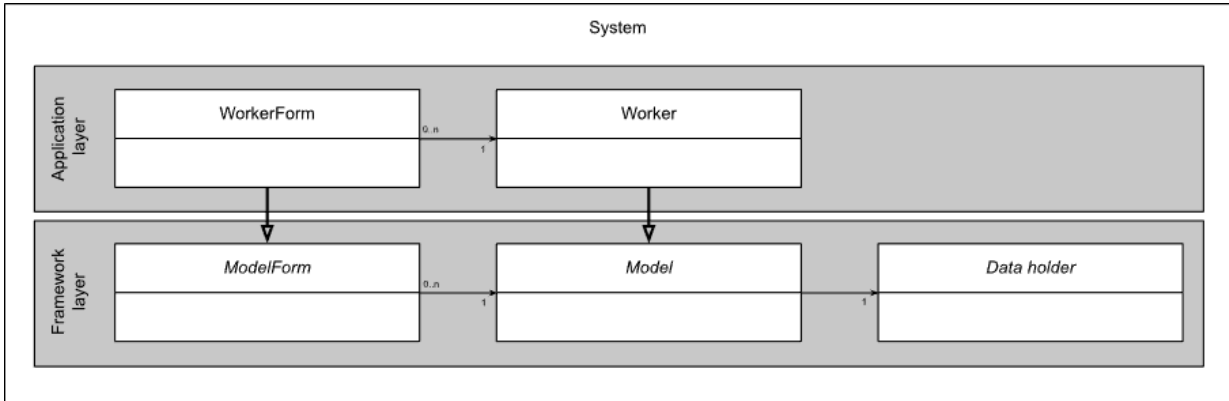 System
Application
layer
WorkerForm
0..n
1
Worker
Framework
layer
ModelForm
0..n
1
Model
1
Data holder